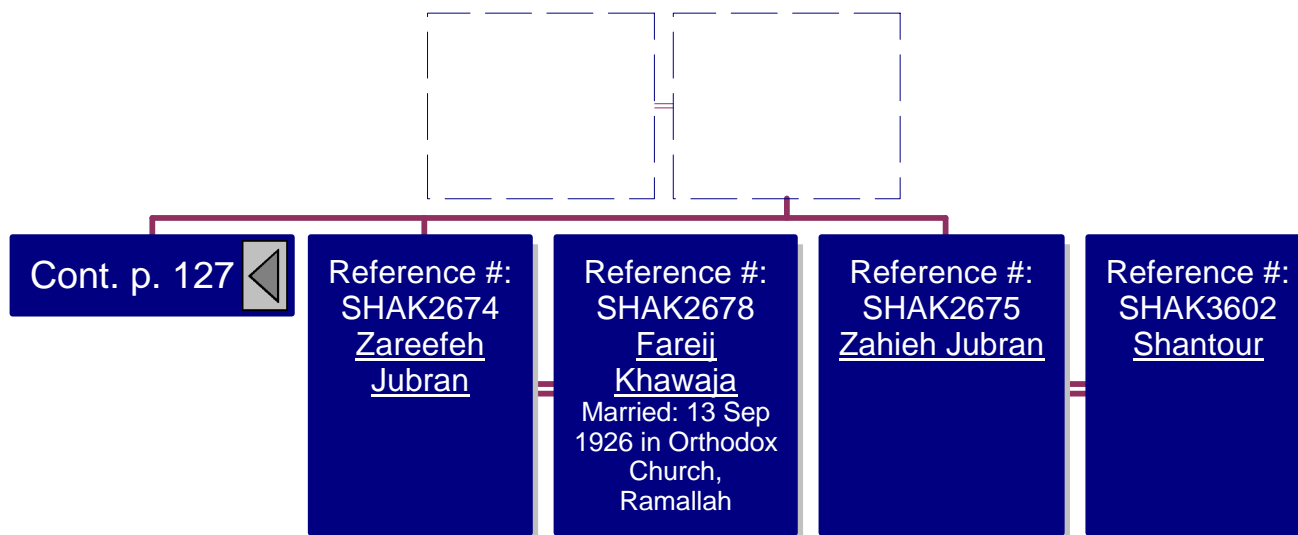 Cont. p. 127
Reference #:
SHAK2674
Zareefeh
Jubran
Reference #:
SHAK2678
Fareij
Khawaja
Married: 13 Sep
1926 in Orthodox
Church,
Ramallah
Reference #:
SHAK2675
Zahieh Jubran
Reference #:
SHAK3602
Shantour